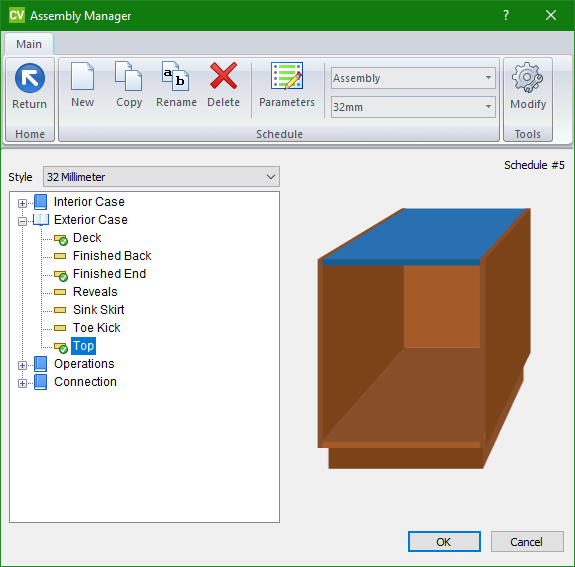 CV Assembly Manager
Main
Return
New
Copy
a
b
Rename
Delete
Parameters
Assembly
32mm
Modify
Home
Schedule
Tools
Style
32 Millimeter
Schedule #5
Interior Case
Exterior Case
Deck
Finished Back
Finished End
Reveals
Sink Skirt
Toe Kick
Top
Operations
Connection
OK
Cancel